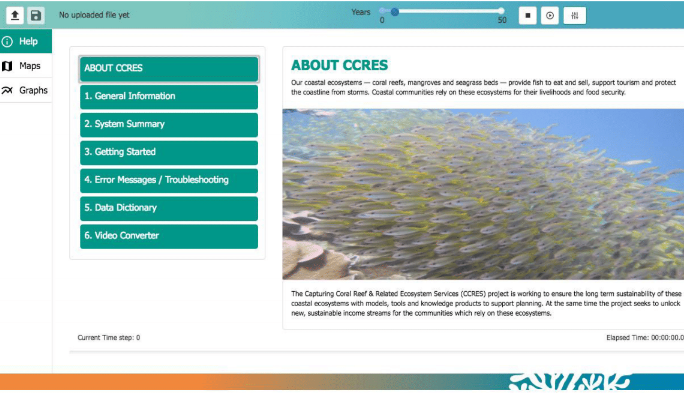 No uploaded file yet
Years
0
50
Help
Maps
Graphs
ABOUT CCRES
1. General Information
2. System Summary
3. Getting Started
4. Error Messages / Troubleshooting
5. Data Dictionary
6. Video Converter
ABOUT CCRES
Our coastal ecosystems — coral reefs, mangroves and seagrass beds — provide fish to eat and sell, support tourism and protect
the coastline from storms. Coastal communities rely on these ecosystems for their livelihoods and food security.
The Capturing Coral Reef & Related Ecosystem Services (CCRES) project is working to ensure the long term sustainability of these
coastal ecosystems with models, tools and knowledge products to support planning. At the same time the project seeks to unlock
new, sustainable income streams for the communities which rely on these ecosystems.
Current Time step: 0
Elapsed Time: 00:00:00.0